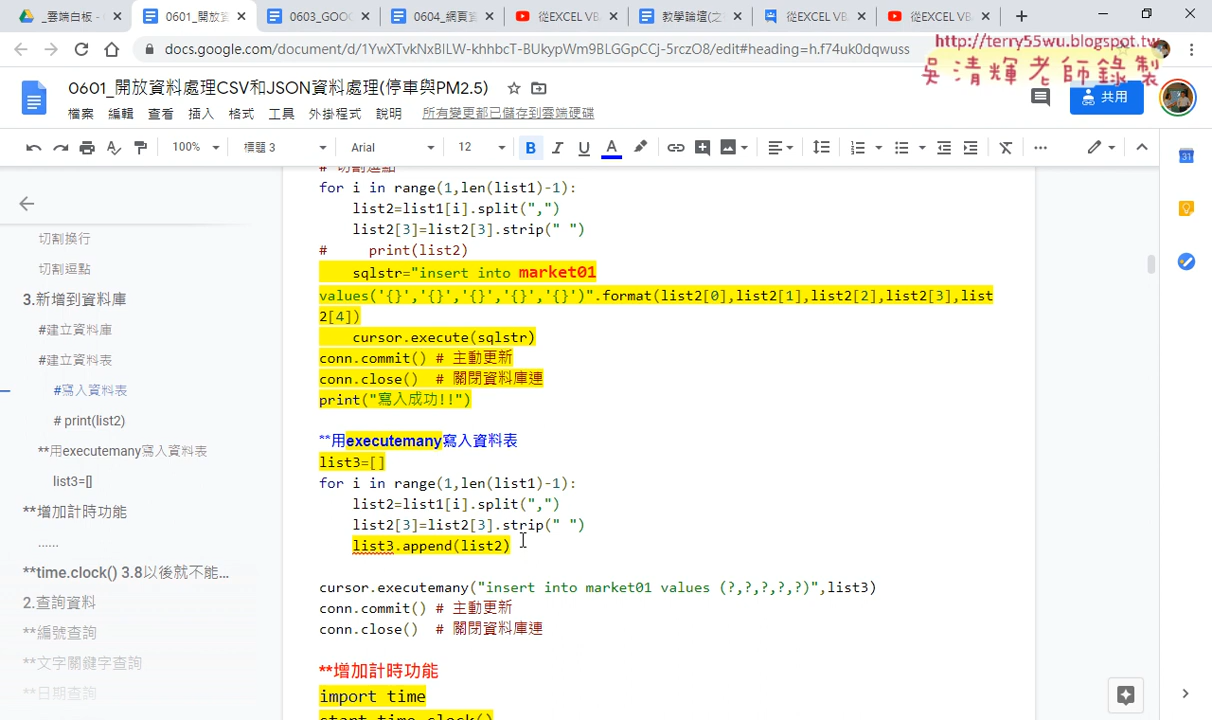 _雲端白板 -
0601_開放資
0603_GOO
0604_網頁資
從EXCEL VB
教學論壇(之
從EXCEL VB
從EXCEL VB
docs.google.com/document/d/1YwXTvkNxBILW-khhbcT-BUkypWm9BLGGpCCj-5rczO8/edit#heading=h.f74uk0dqwuss
http://terry55wu.blogspot.tw
吳清輝老師錄製
0601_開放資料處理CSV和JSON資料處理(停車與PM2.5)
共用
檔案 編輯 查看 插入 格式 工具 外掛程式 說明 所有變更都已儲存到雲端硬碟
100% 標題 3 Arial 12 B I U A
切割換行
切割逗點
3.新增到資料庫
#建立資料庫
#建立資料表
#寫入資料表
# print(list2)
**用executemany寫入資料表
list3=[]
**增加計時功能
......
**time.clock() 3.8以後就不能...
2.查詢資料
**編號查詢
**文字關鍵字查詢
**日期查詢
# 切割逗點
for i in range(1,len(list1)-1):
list2=list1[i].split(",")
list2[3]=list2[3].strip(" ")
# print(list2)
sqlstr="insert into market01
values('{}','{}','{}','{}','{}')".format(list2[0],list2[1],list2[2],list2[3],list
2[4])
cursor.execute(sqlstr)
conn.commit() # 主動更新
conn.close() # 關閉資料庫連
print("寫入成功!!")
**用executemany寫入資料表
list3=[]
for i in range(1,len(list1)-1):
list2=list1[i].split(",")
list2[3]=list2[3].strip(" ")
list3.append(list2)
cursor.executemany("insert into market01 values (?,?,?,?,?)",list3)
conn.commit() # 主動更新
conn.close() # 關閉資料庫連
**增加計時功能
import time
start=time.clock()
31